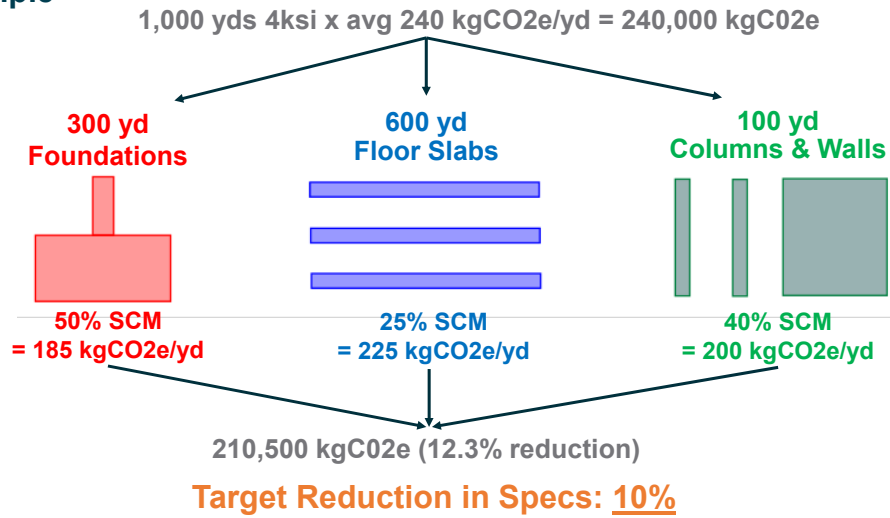 1,000 yds 4ksi x avg 240 kgCO2e/yd = 240,000 kgC02e
300 yd
Foundations
600 yd
Floor Slabs
100 yd
Columns & Walls
50% SCM
= 185 kgCO2e/yd
25% SCM
= 225 kgCO2e/yd
40% SCM
= 200 kgCO2e/yd
210,500 kgC02e (12.3% reduction)
Target Reduction in Specs: 10%